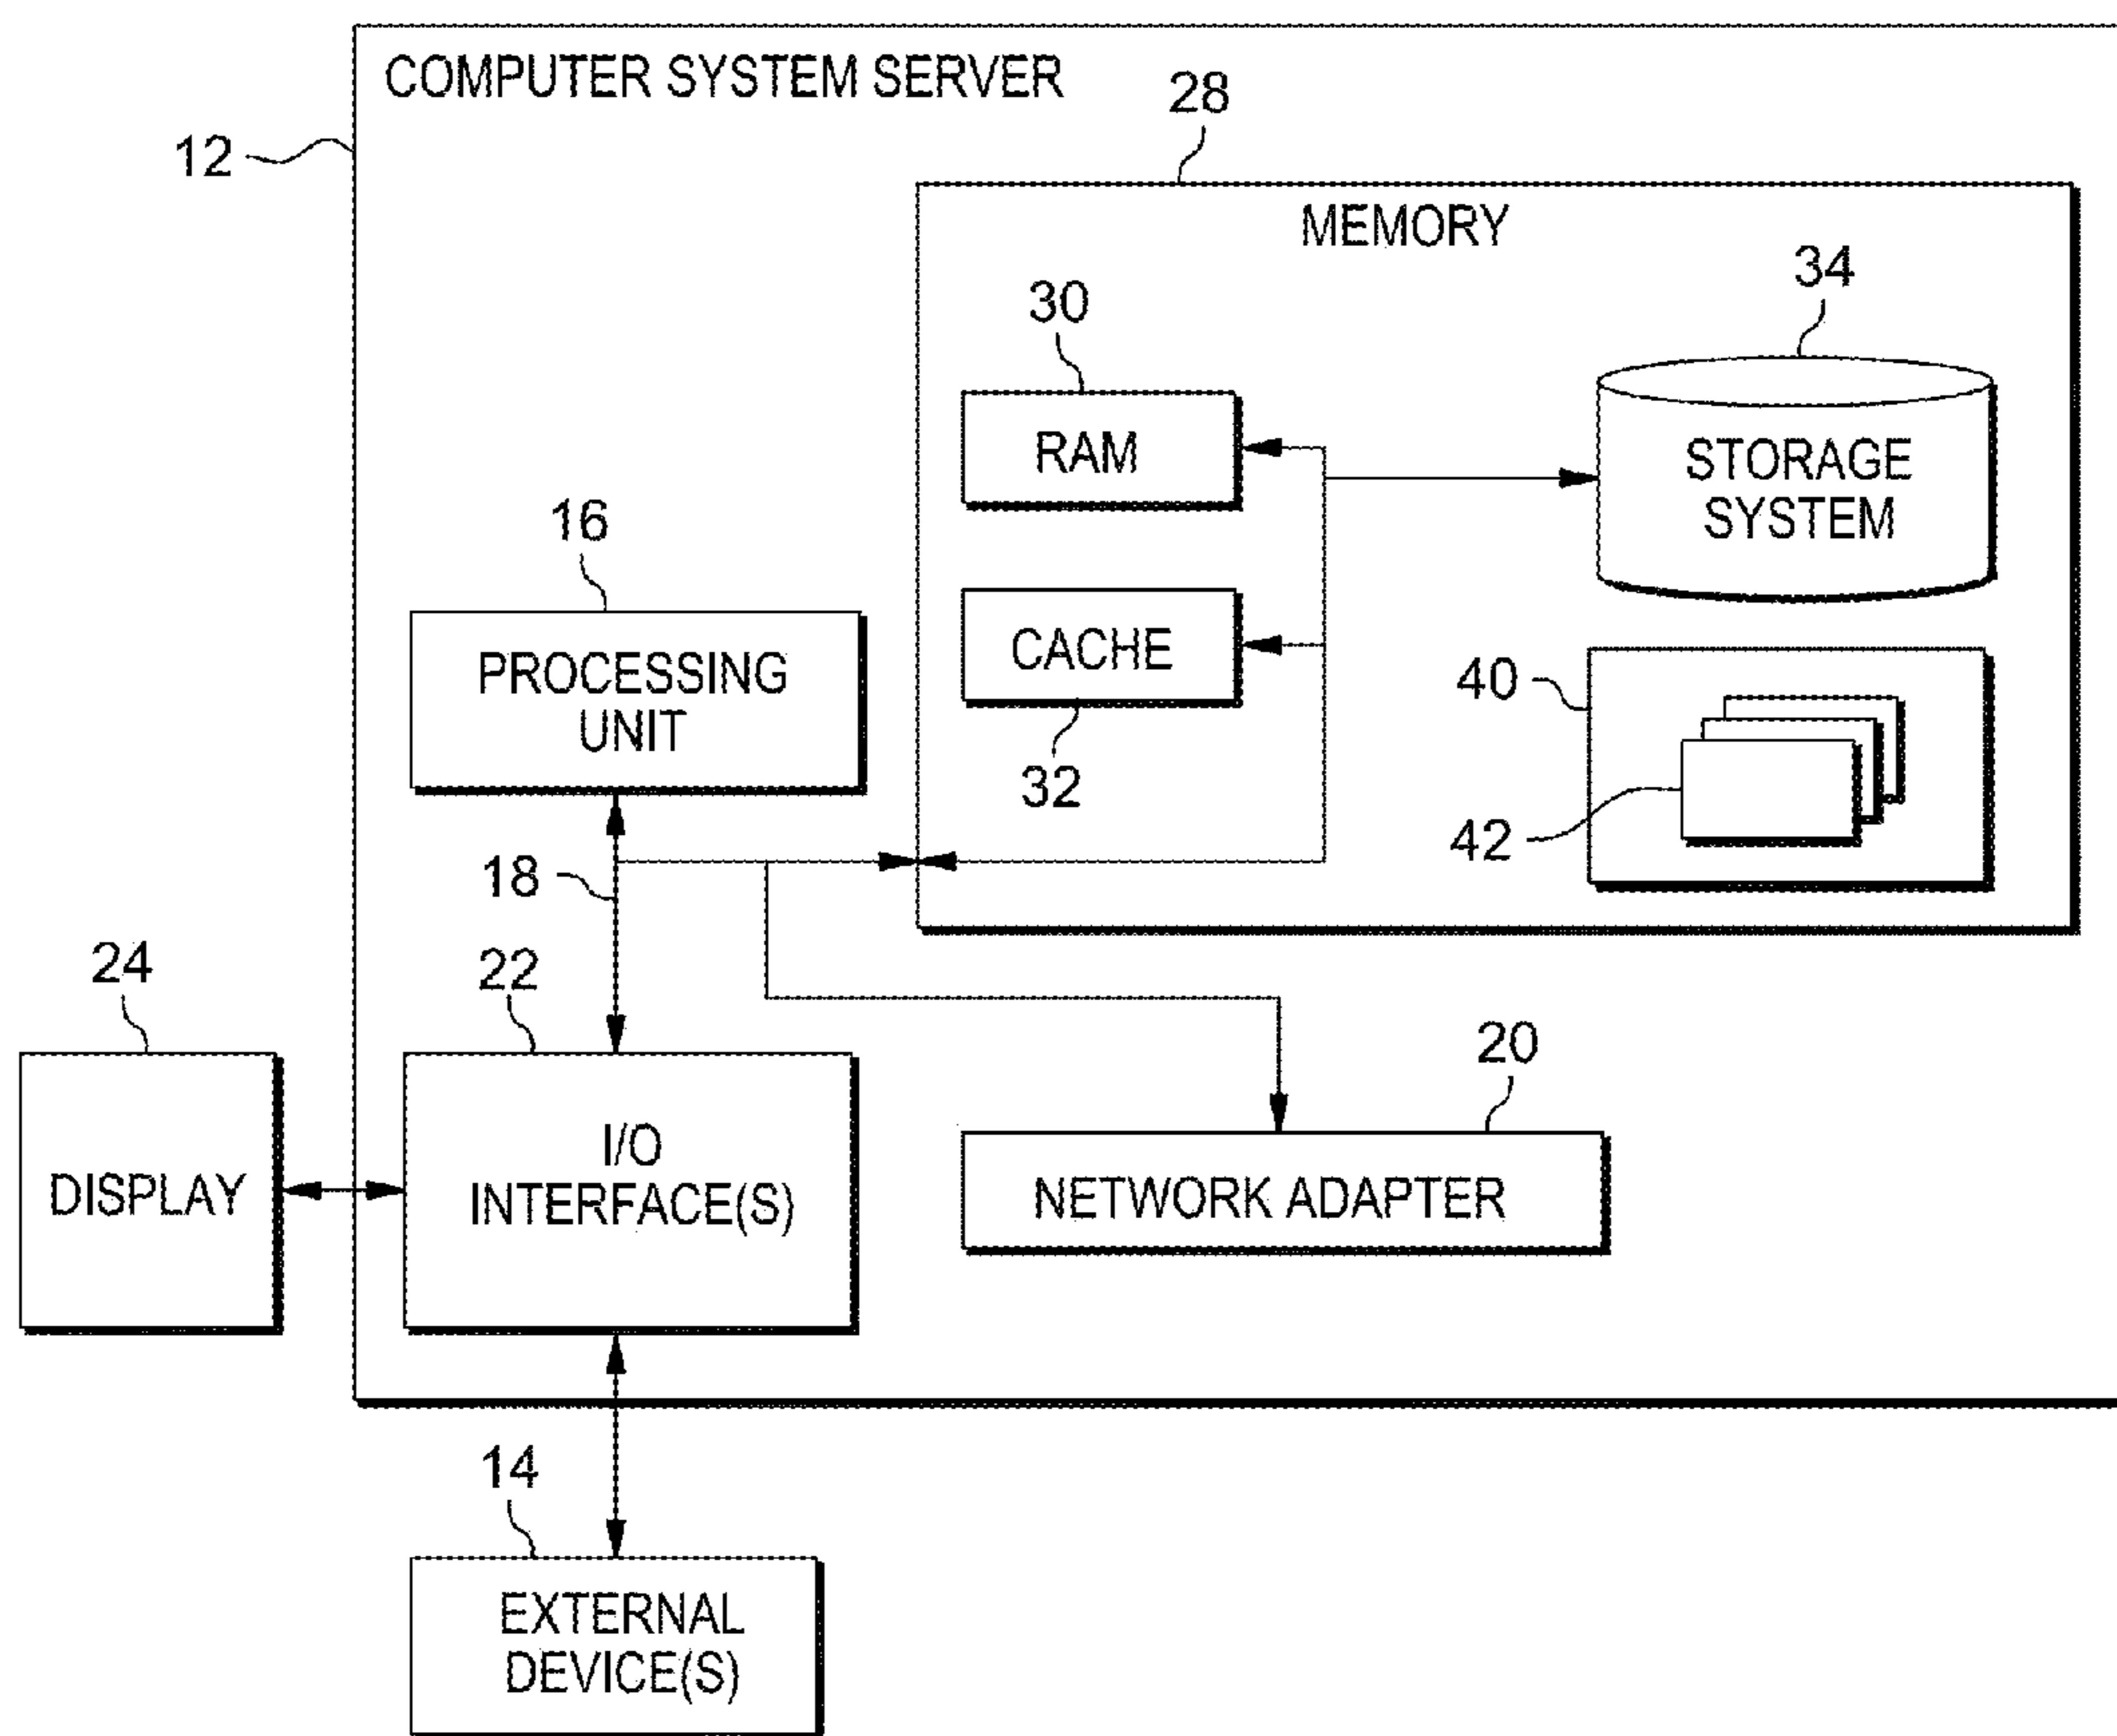 COMPUTER SYSTEM SERVER
12
28
MEMORY
30
34
RAM
STORAGE
SYSTEM
16
PROCESSING
UNIT
CACHE
32
40
42
18
24
22
20
DISPLAY
I/O
INTERFACE(S)
NETWORK ADAPTER
14
EXTERNAL
DEVICE(S)